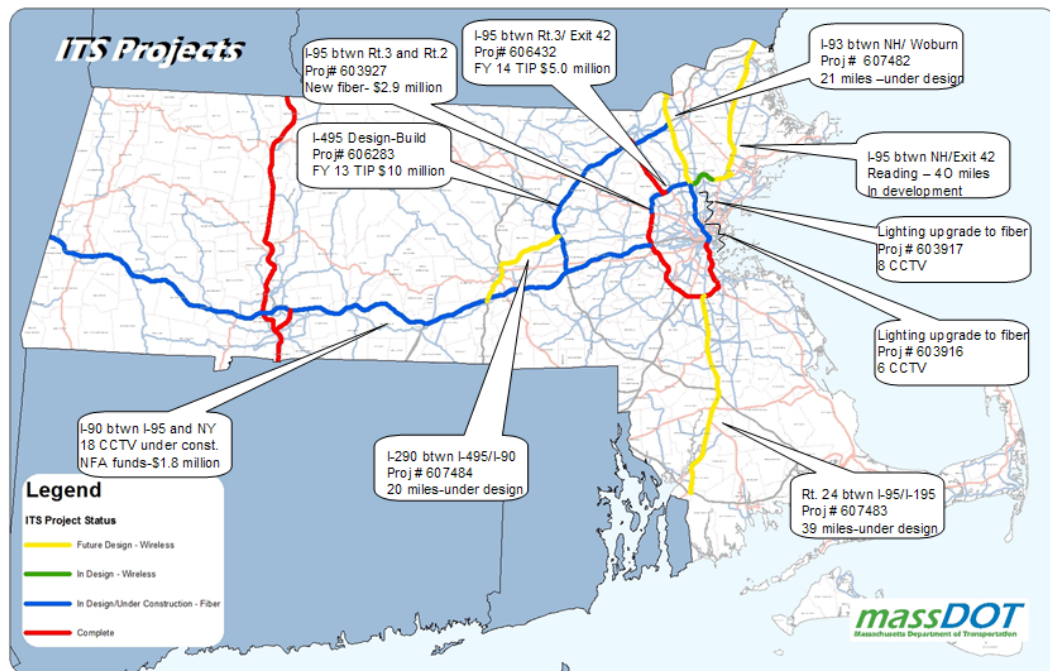 ITS Projects
I-95 btwn Rt.3 and Rt.2
Proj# 603927
New fiber- $2.9 million
I-95 btwn Rt.3/ Exit 42
Proj# 606432
FY 14 TIP $5.0 million
I-93 btwn NH/ Woburn
Proj # 607482
21 miles –under design
I-495 Design-Build
Proj# 606283
FY 13 TIP $10 million
I-95 btwn NH/Exit 42
Reading – 40 miles
In development
Lighting upgrade to fiber
Proj # 603917
8 CCTV
Lighting upgrade to fiber
Proj # 603916
6 CCTV
I-90 btwn I-95 and NY
18 CCTV under const.
NFA funds-$1.8 million
I-290 btwn I-495/I-90
Proj # 607484
20 miles-under design
Rt. 24 btwn I-95/I-195
Proj # 607483
39 miles-under design
Legend
ITS Project Status
Future Design - Wireless
In Design - Wireless
In Design/Under Construction - Fiber
Complete
massDOT
Massachusetts Department of Transportation